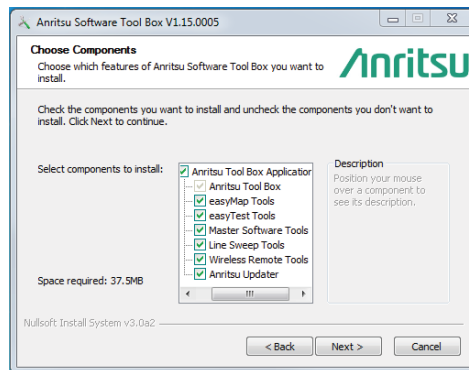 Anritsu Software Tool Box V1.15.0005
Choose Components
Choose which features of Anritsu Software Tool Box you want to
install.
Anritsu
Check the components you want to install and uncheck the components you don't want to
install. Click Next to continue.
Select components to install:
Anritsu Tool Box Application
Anritsu Tool Box
easyMap Tools
easyTest Tools
Master Software Tools
Line Sweep Tools
Wireless Remote Tools
Anritsu Updater
Description
Position your mouse
over a component to
see its description.
Space required: 37.5MB
Nullsoft Install System v3.0a2
< Back
Next >
Cancel